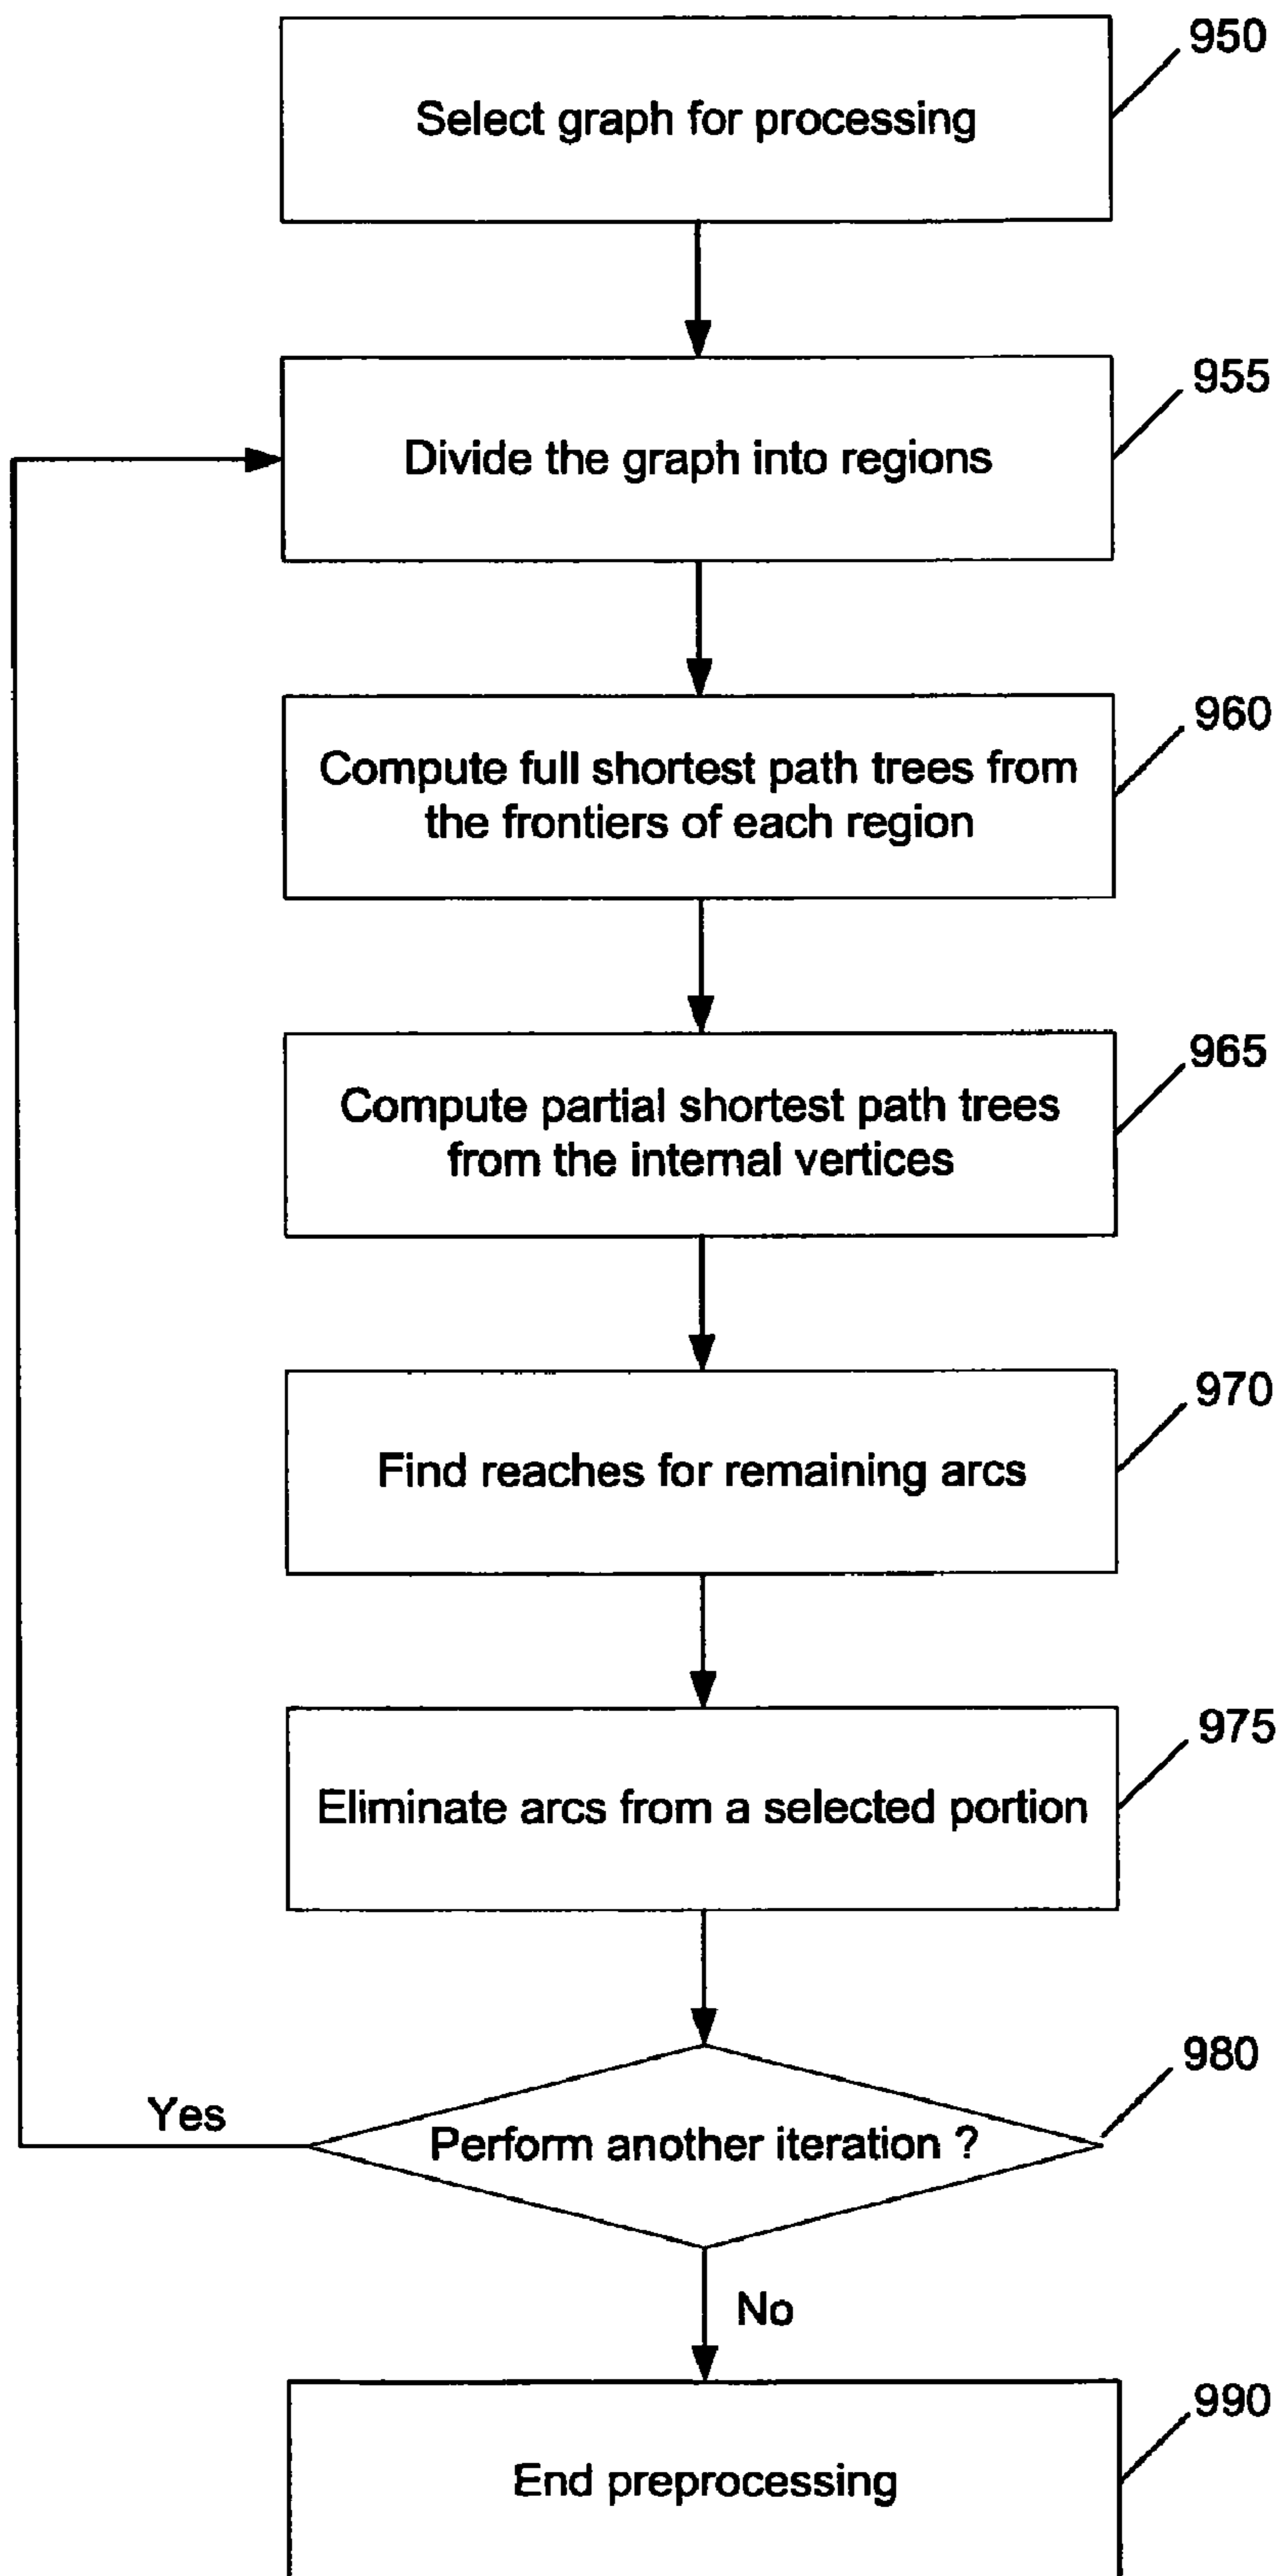 950
Select graph for processing
955
Divide the graph into regions
960
Compute full shortest path trees from
the frontiers of each region
965
Compute partial shortest path trees
from the internal vertices
970
Find reaches for remaining arcs
975
Eliminate arcs from a selected portion
980
Yes
Perform another iteration ?
No
990
End preprocessing